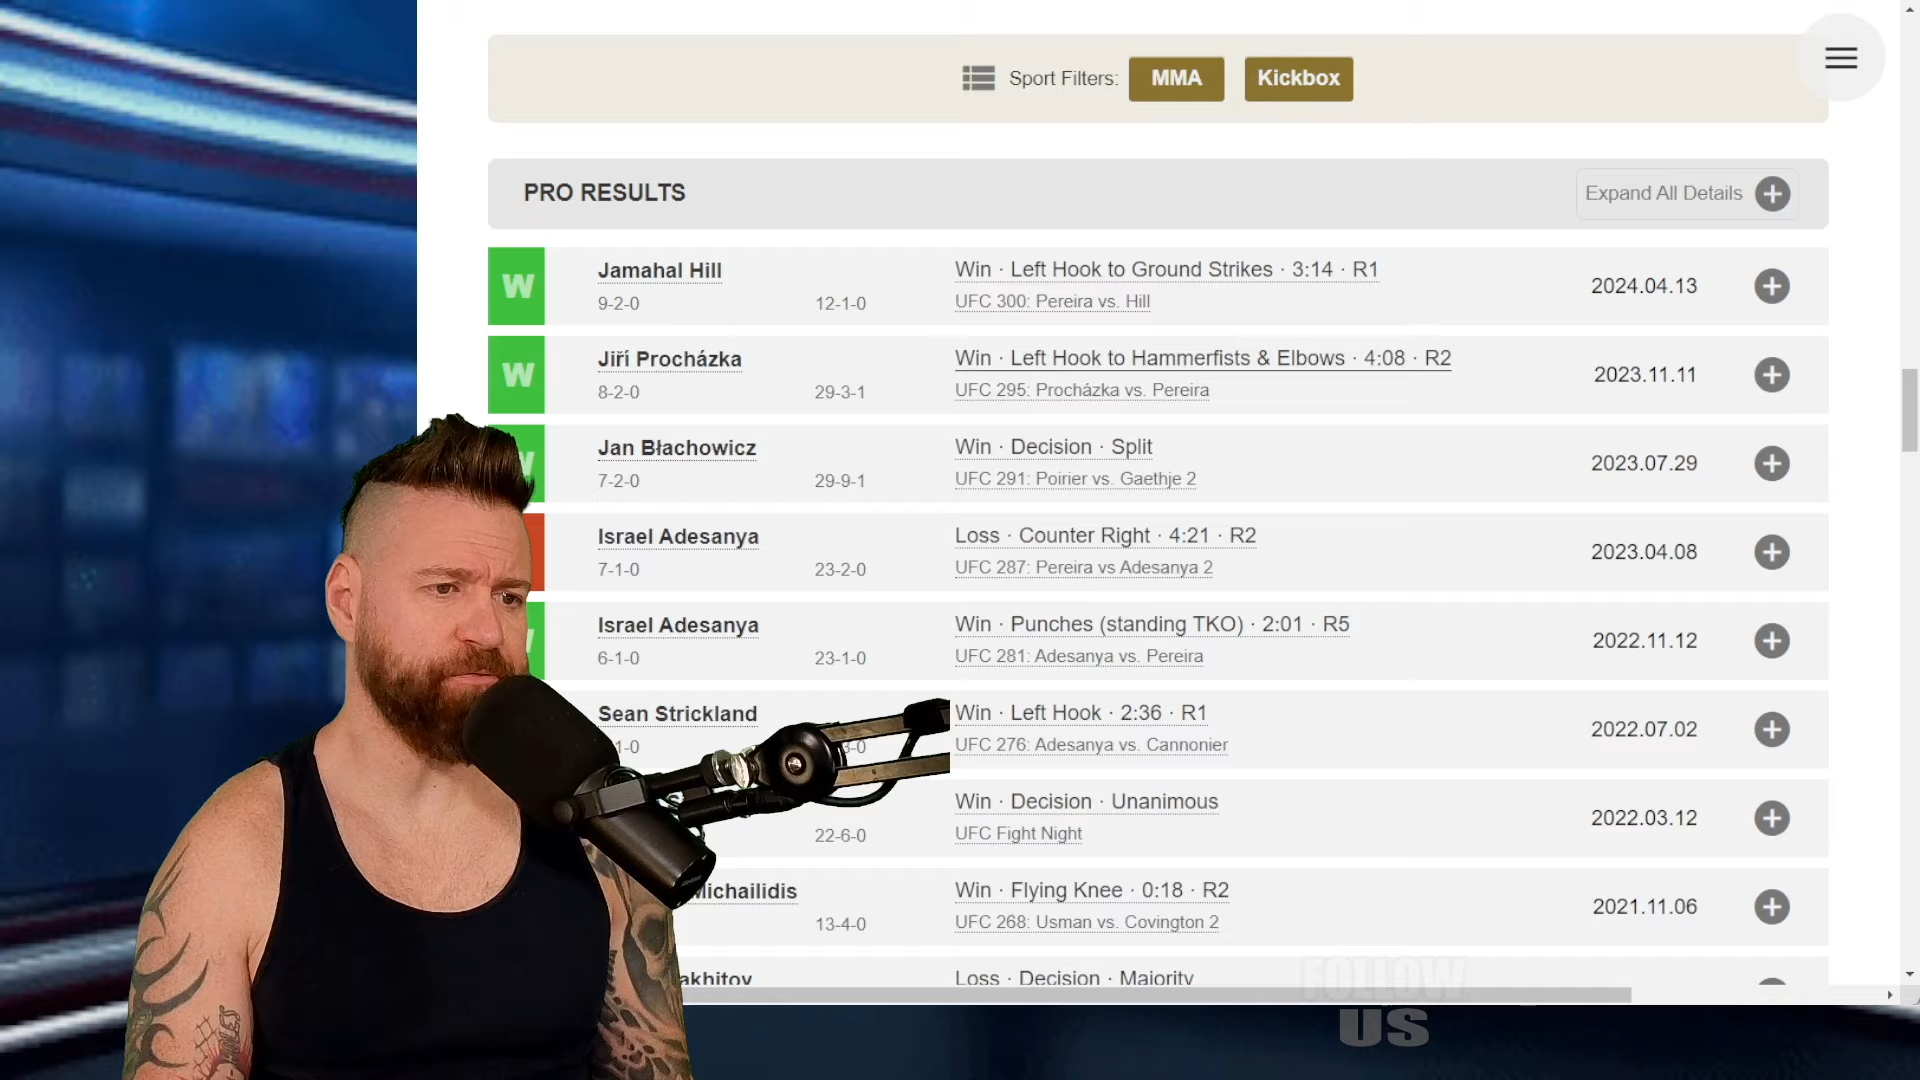 Sport Filters: MMA Kickbox
PRO RESULTS
Expand All Details
W
Jamahal Hill
9-2-0
12-1-0
Win · Left Hook to Ground Strikes · 3:14 · R1
UFC 300: Pereira vs. Hill
2024.04.13
W
Jiří Procházka
8-2-0
29-3-1
Win · Left Hook to Hammerfists & Elbows · 4:08 · R2
UFC 295: Procházka vs. Pereira
2023.11.11
Jan Błachowicz
7-2-0
29-9-1
Win · Decision · Split
UFC 291: Poirier vs. Gaethje 2
2023.07.29
Israel Adesanya
7-1-0
23-2-0
Loss · Counter Right · 4:21 · R2
UFC 287: Pereira vs Adesanya 2
2023.04.08
Israel Adesanya
6-1-0
23-1-0
Win · Punches (standing TKO) · 2:01 · R5
UFC 281: Adesanya vs. Pereira
2022.11.12
Sean Strickland
1-0
3-0
Win · Left Hook · 2:36 · R1
UFC 276: Adesanya vs. Cannonier
2022.07.02
22-6-0
Win · Decision · Unanimous
UFC Fight Night
2022.03.12
Michailidis
13-4-0
Win · Flying Knee · 0:18 · R2
UFC 268: Usman vs. Covington 2
2021.11.06
akhitov
Loss · Decision · Majority
FOLLOW
US